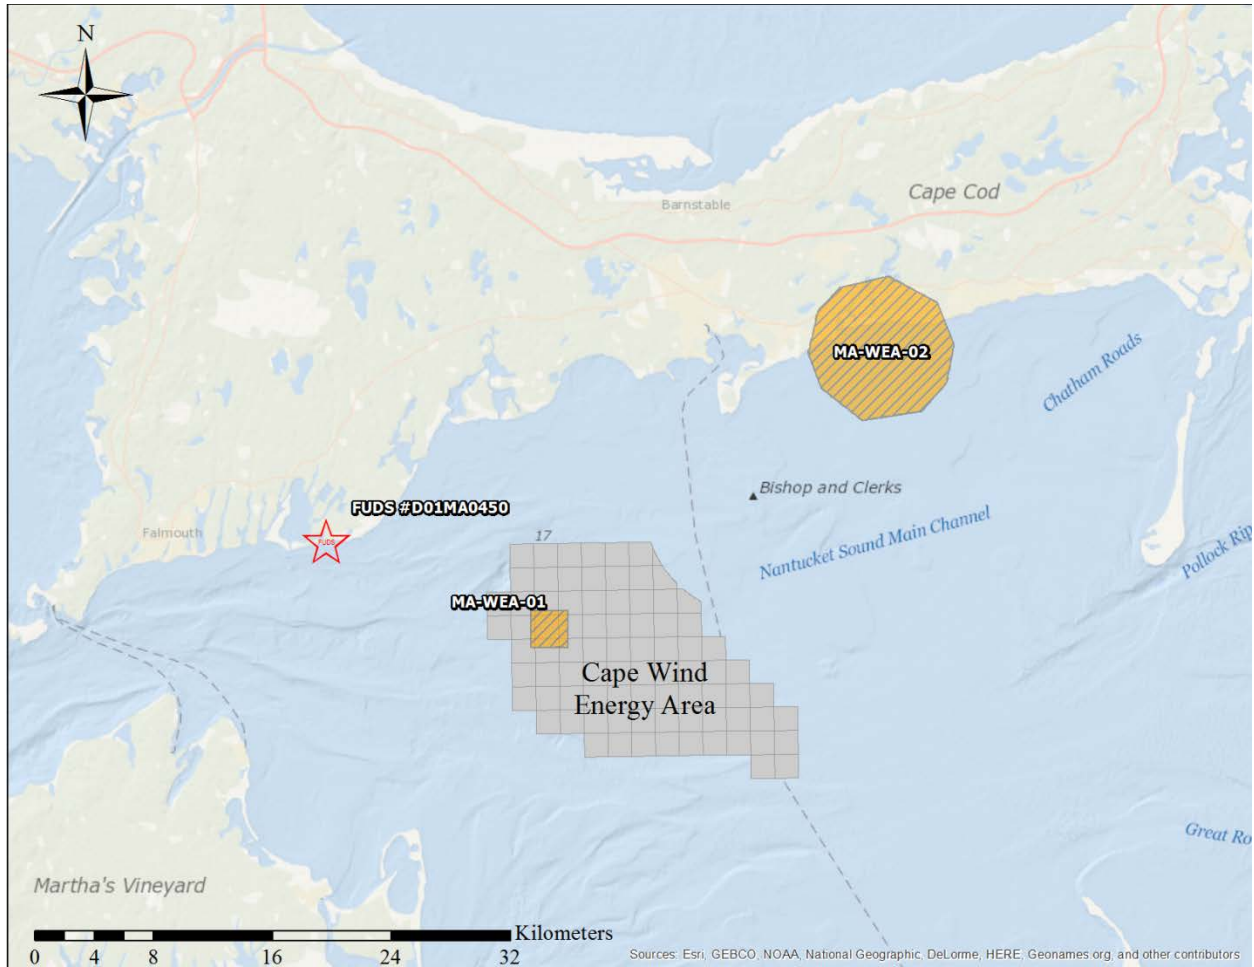 N
Cape Cod
Barnstable
MA-WEA-02
Chatham Roads
Bishop and Clerks
FUDS #D01MA0450
Falmouth
FUDS
17
Nantucket Sound Main Channel
Pollock Rip
MA-WEA-01
Cape Wind
Energy Area
Great Ro
Martha's Vineyard
Kilometers
0 4 8 16 24 32
Sources: Esri, GEBCO, NOAA, National Geographic, DeLorme, HERE, Geonames.org, and other contributors